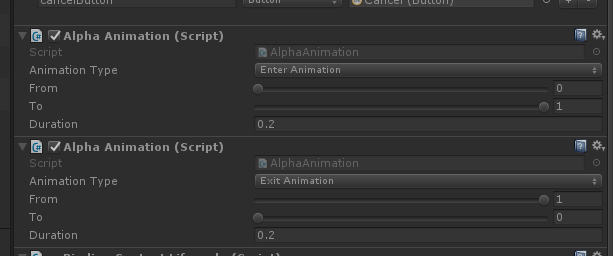 cancelButton Button Cancel (Button)
Alpha Animation (Script)
Script AlphaAnimation
Animation Type Enter Animation
From 0
To 1
Duration 0.2
Alpha Animation (Script)
Script AlphaAnimation
Animation Type Exit Animation
From 1
To 0
Duration 0.2